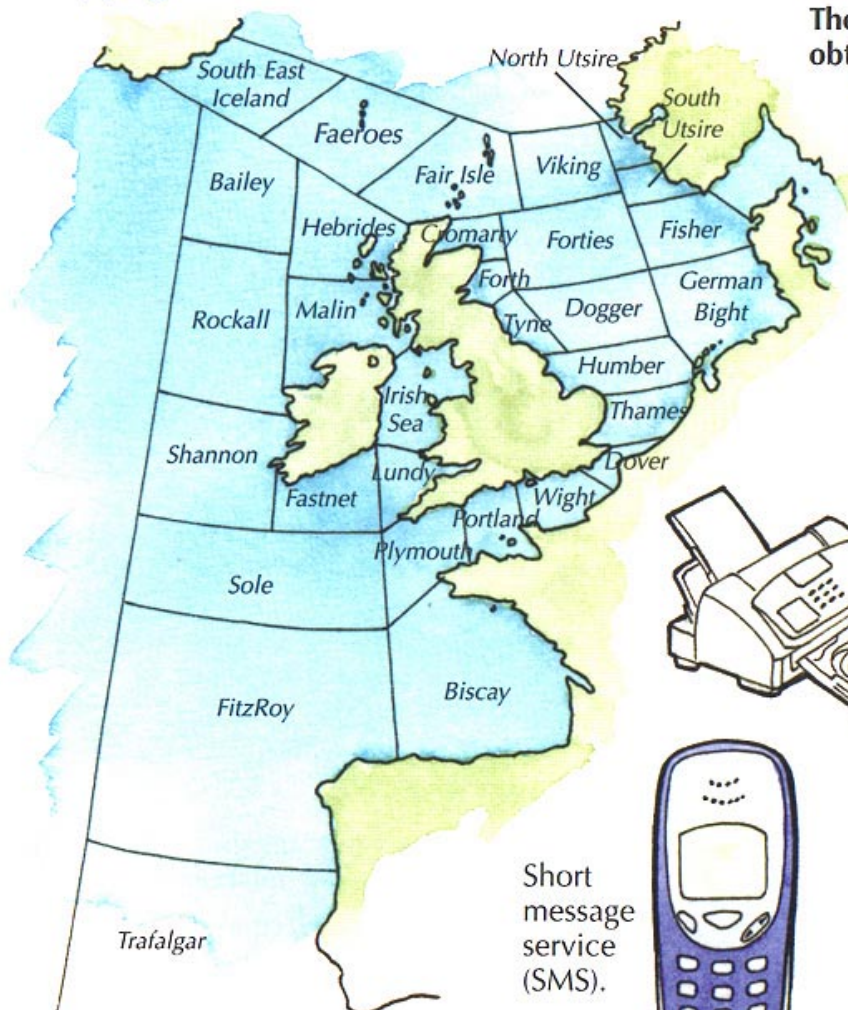 The
obt
North Utsire
South East
Iceland
South
Utsire
Faeroes
Viking
Fair Isle
Bailey
Hebrides
Cromarty
Forties
Fisher
Forth
German
Bight
Rockall
Malin
Tyne
Dogger
Humber
Irish
Sea
Thames
Shannon
Lundy
Dover
Fastnet
Wight
Portland
Plymouth
Sole
Biscay
FitzRoy
Short
message
service
(SMS).
Trafalgar